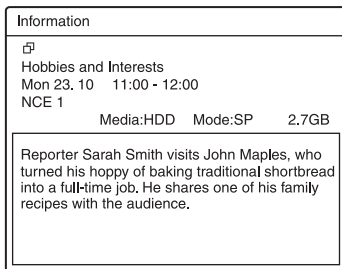 Information
Hobbies and Interests
Mon 23. 10 11:00 - 12:00
NCE 1
Media:HDD Mode:SP 2.7GB
Reporter Sarah Smith visits John Maples, who
turned his hoppy of baking traditional shortbread
into a full-time job. He shares one of his family
recipes with the audience.